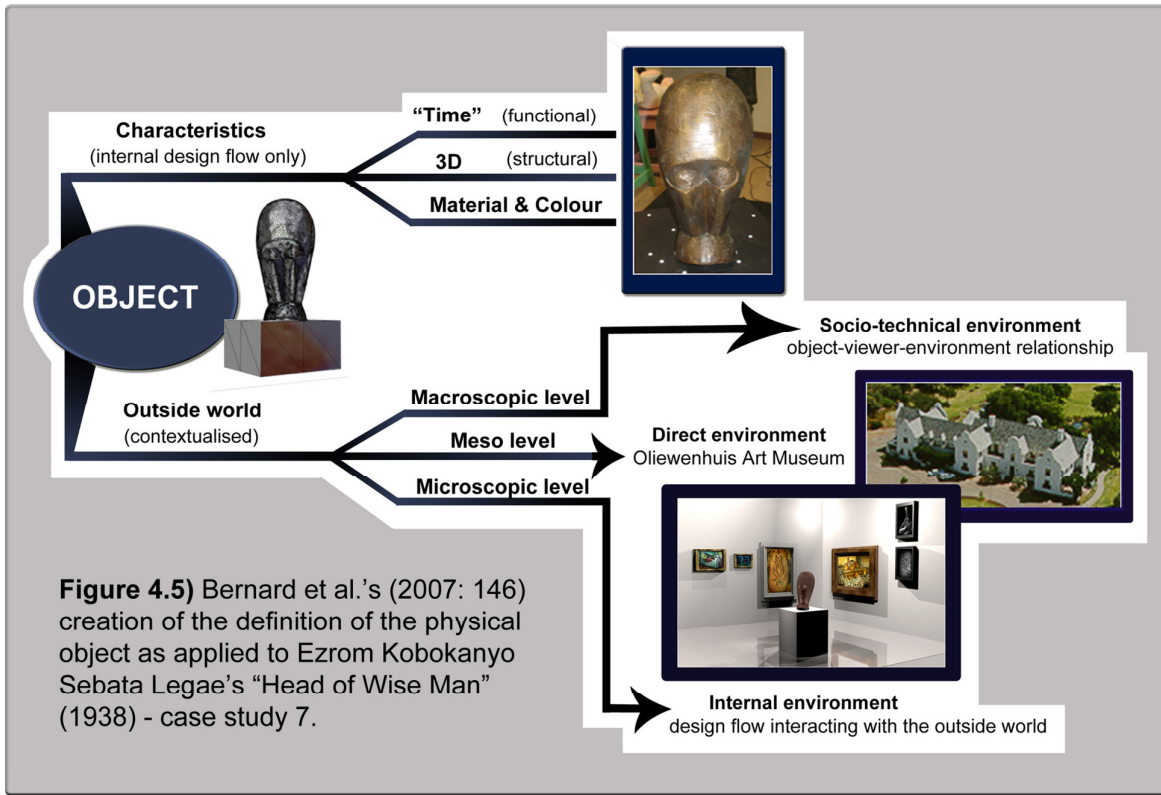 “Time” (functional)
Characteristics
(internal design flow only)
3D (structural)
Material & Colour
OBJECT
Socio-technical environment
object-viewer-environment relationship
Macroscopic level
Outside world
(contextualised)
Meso level
Direct environment
Oliewenhuis Art Museum
Microscopic level
Figure 4.5) Bernard et al.’s (2007: 146)
creation of the definition of the physical
object as applied to Ezrom Kobokanyo
Sebata Legae’s “Head of Wise Man”
(1938) - case study 7.
Internal environment
design flow interacting with the outside world